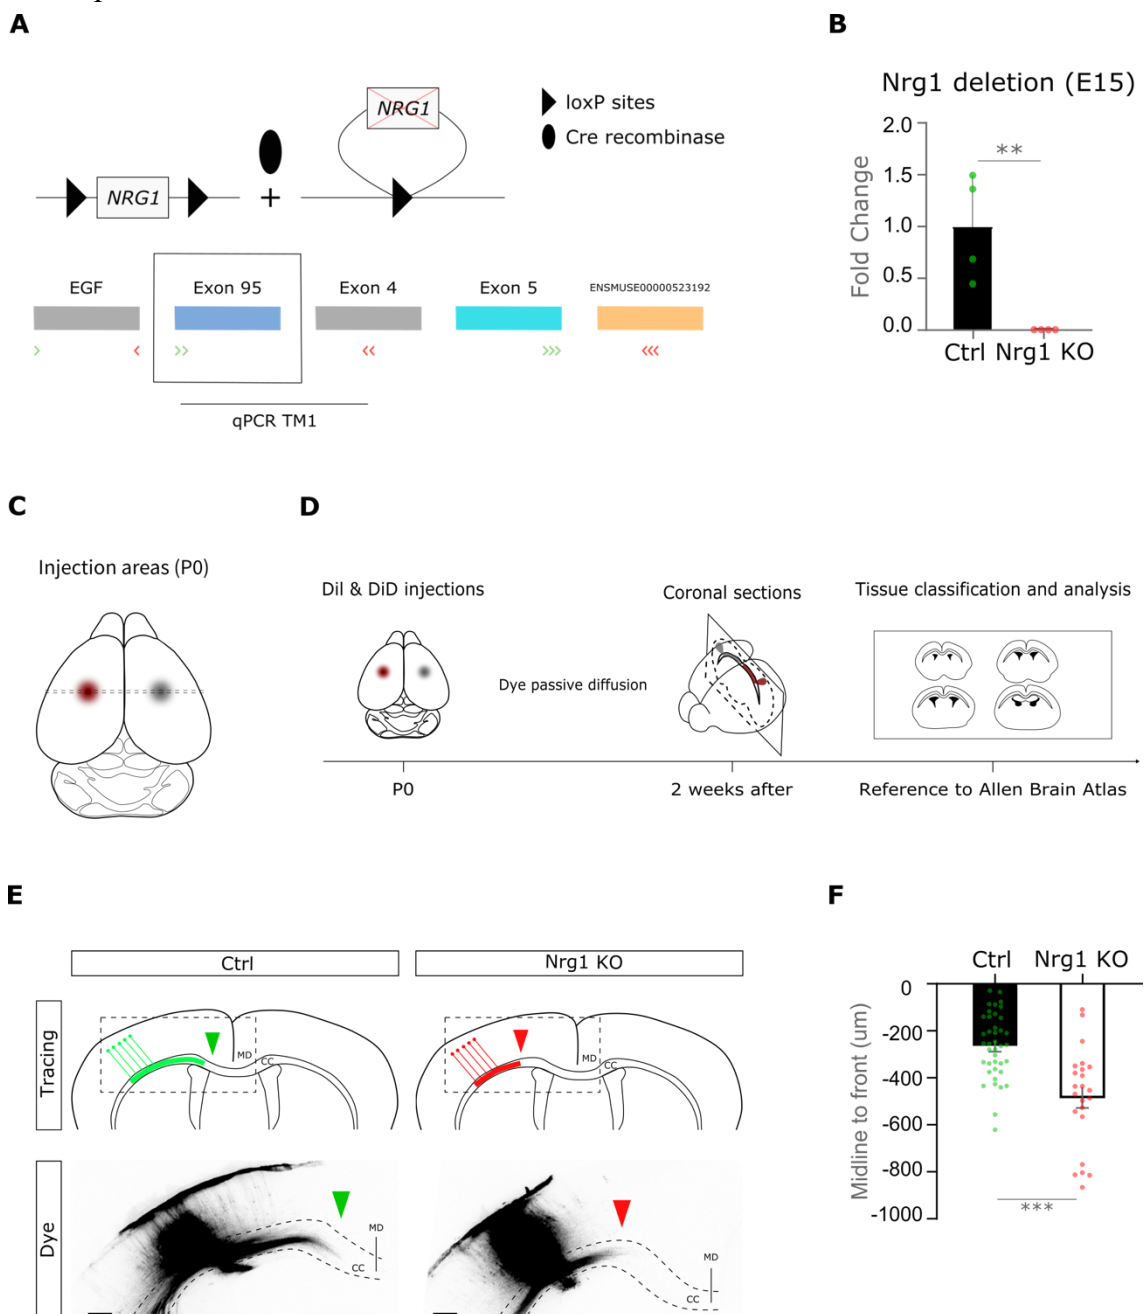 A
B
NRG1
loxP sites
Cre recombinase
NRG1
+
EGF
Exon 95
Exon 4
Exon 5
ENSMUSE00000523192
qPCR TM1
Nrg1 deletion (E15)
2.0
**
1.5
1.0
0.5
0.0
Fold Change
Ctrl
Nrg1 KO
C
D
Injection areas (P0)
DiI & DiD injections
Dye passive diffusion
Coronal sections
Tissue classification and analysis
P0
2 weeks after
Reference to Allen Brain Atlas
E
F
Ctrl
Nrg1 KO
Tracing
MD
CC
MD
CC
Dye
MD
CC
MD
CC
Ctrl
Nrg1 KO
0
-200
-400
-600
-800
-1000
Midline to front (um)
***